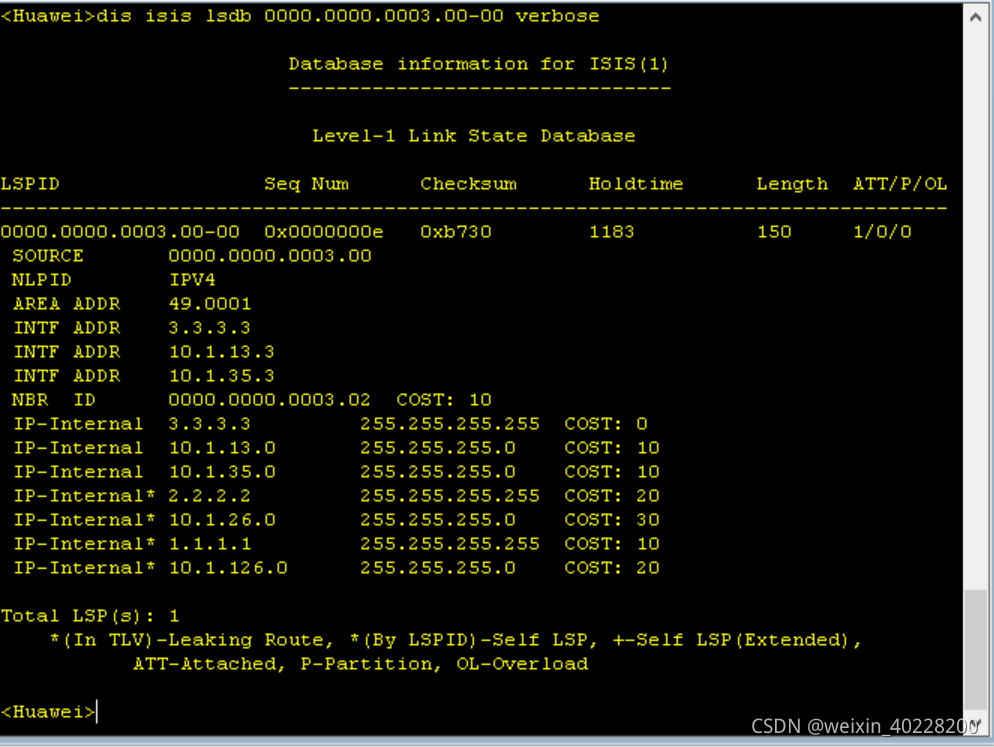 <Huawei>dis isis lsdb 0000.0000.0003.00-00 verbose
Database information for ISIS(1)
--------------------------------
Level-1 Link State Database
LSPID Seq Num Checksum Holdtime Length ATT/P/OL
-------------------------------------------------------------------------------
0000.0000.0003.00-00 0x0000000e 0xb730 1183 150 1/0/0
SOURCE 0000.0000.0003.00
NLPID IPV4
AREA ADDR 49.0001
INTF ADDR 3.3.3.3
INTF ADDR 10.1.13.3
INTF ADDR 10.1.35.3
NBR ID 0000.0000.0003.02 COST: 10
IP-Internal 3.3.3.3 255.255.255.255 COST: 0
IP-Internal 10.1.13.0 255.255.255.0 COST: 10
IP-Internal 10.1.35.0 255.255.255.0 COST: 10
IP-Internal* 2.2.2.2 255.255.255.255 COST: 20
IP-Internal* 10.1.26.0 255.255.255.0 COST: 30
IP-Internal* 1.1.1.1 255.255.255.255 COST: 10
IP-Internal* 10.1.126.0 255.255.255.0 COST: 20
Total LSP(s): 1
*(In TLV)-Leaking Route, *(By LSPID)-Self LSP, +-Self LSP(Extended),
ATT-Attached, P-Partition, OL-Overload
<Huawei>
CSDN @weixin_40228200